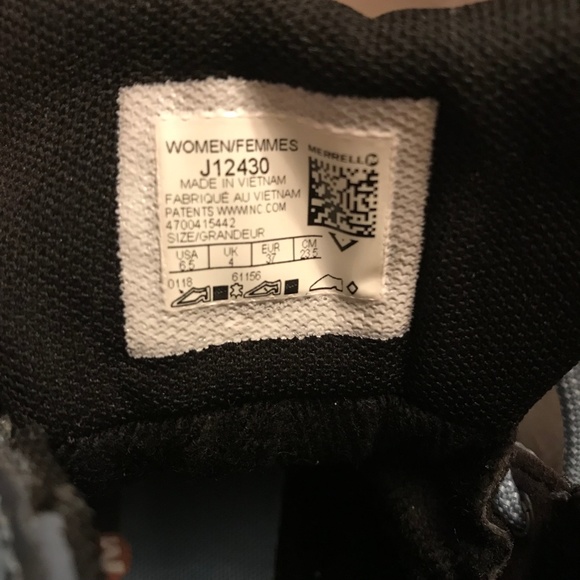 WOMEN/FEMMES
MERRELL
J12430
MADE IN VIETNAM
FABRIQUÉ AU VIETNAM
PATENTS WWW.NC.COM
4700415442
SIZE/GRANDEUR
USA UK EUR CM
6.5 4 37 23.5
0118 61156